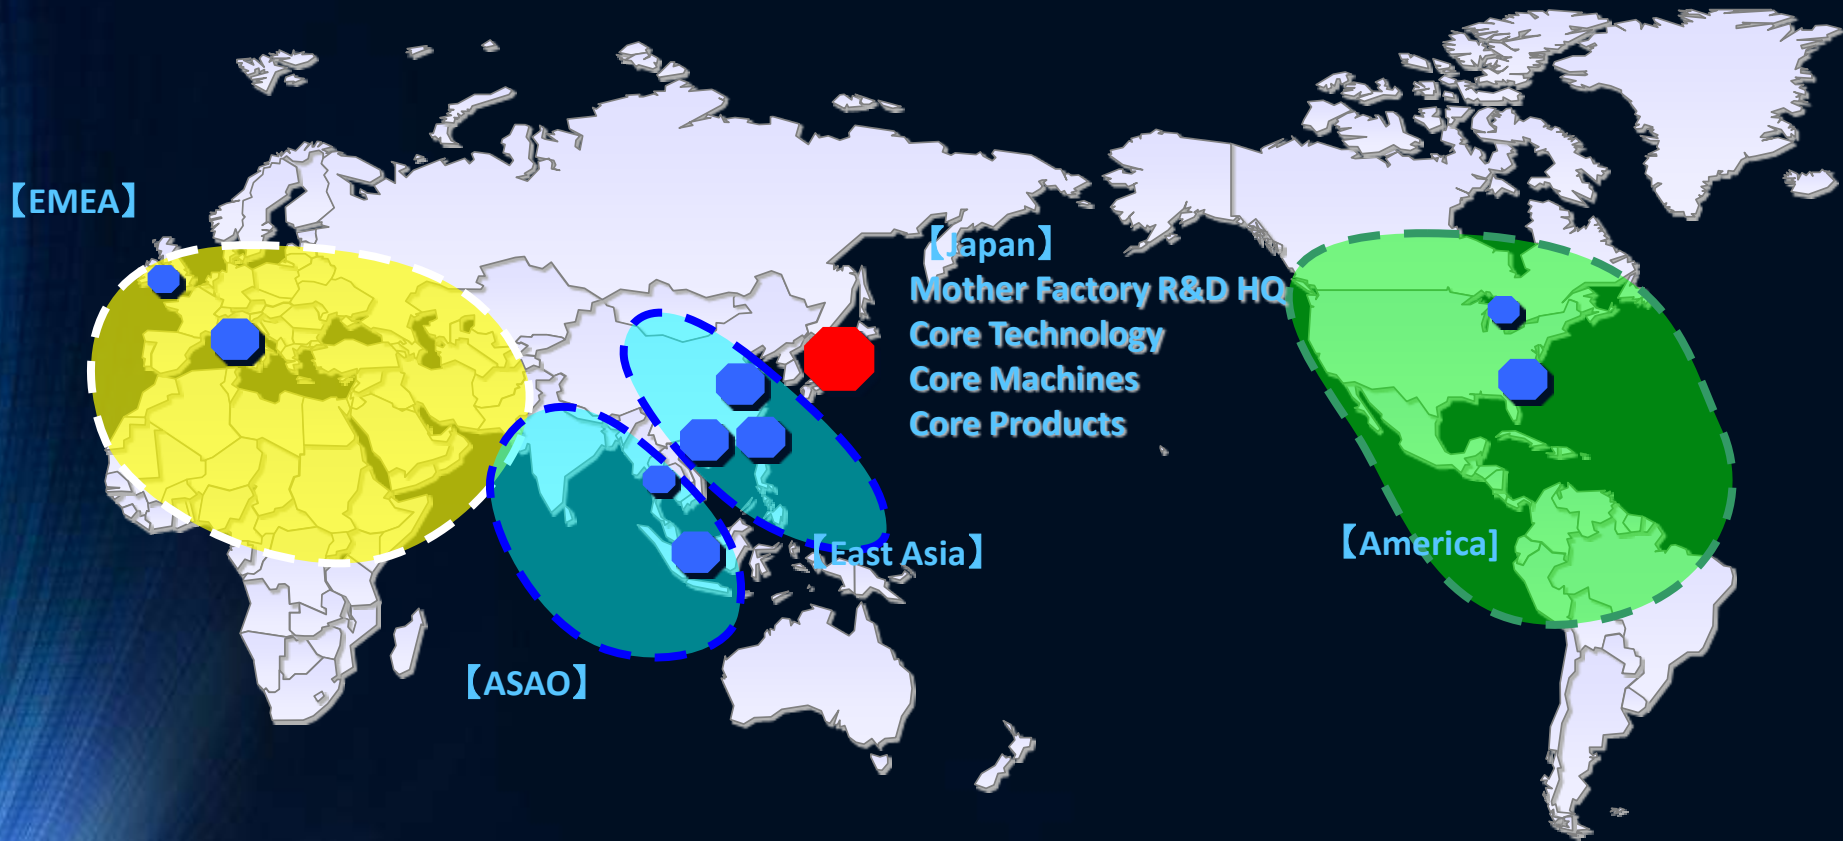 【EMEA】
【Japan】
Mother Factory R&D HQ
Core Technology
Core Machines
Core Products
【East Asia】
【America]
【ASAO】